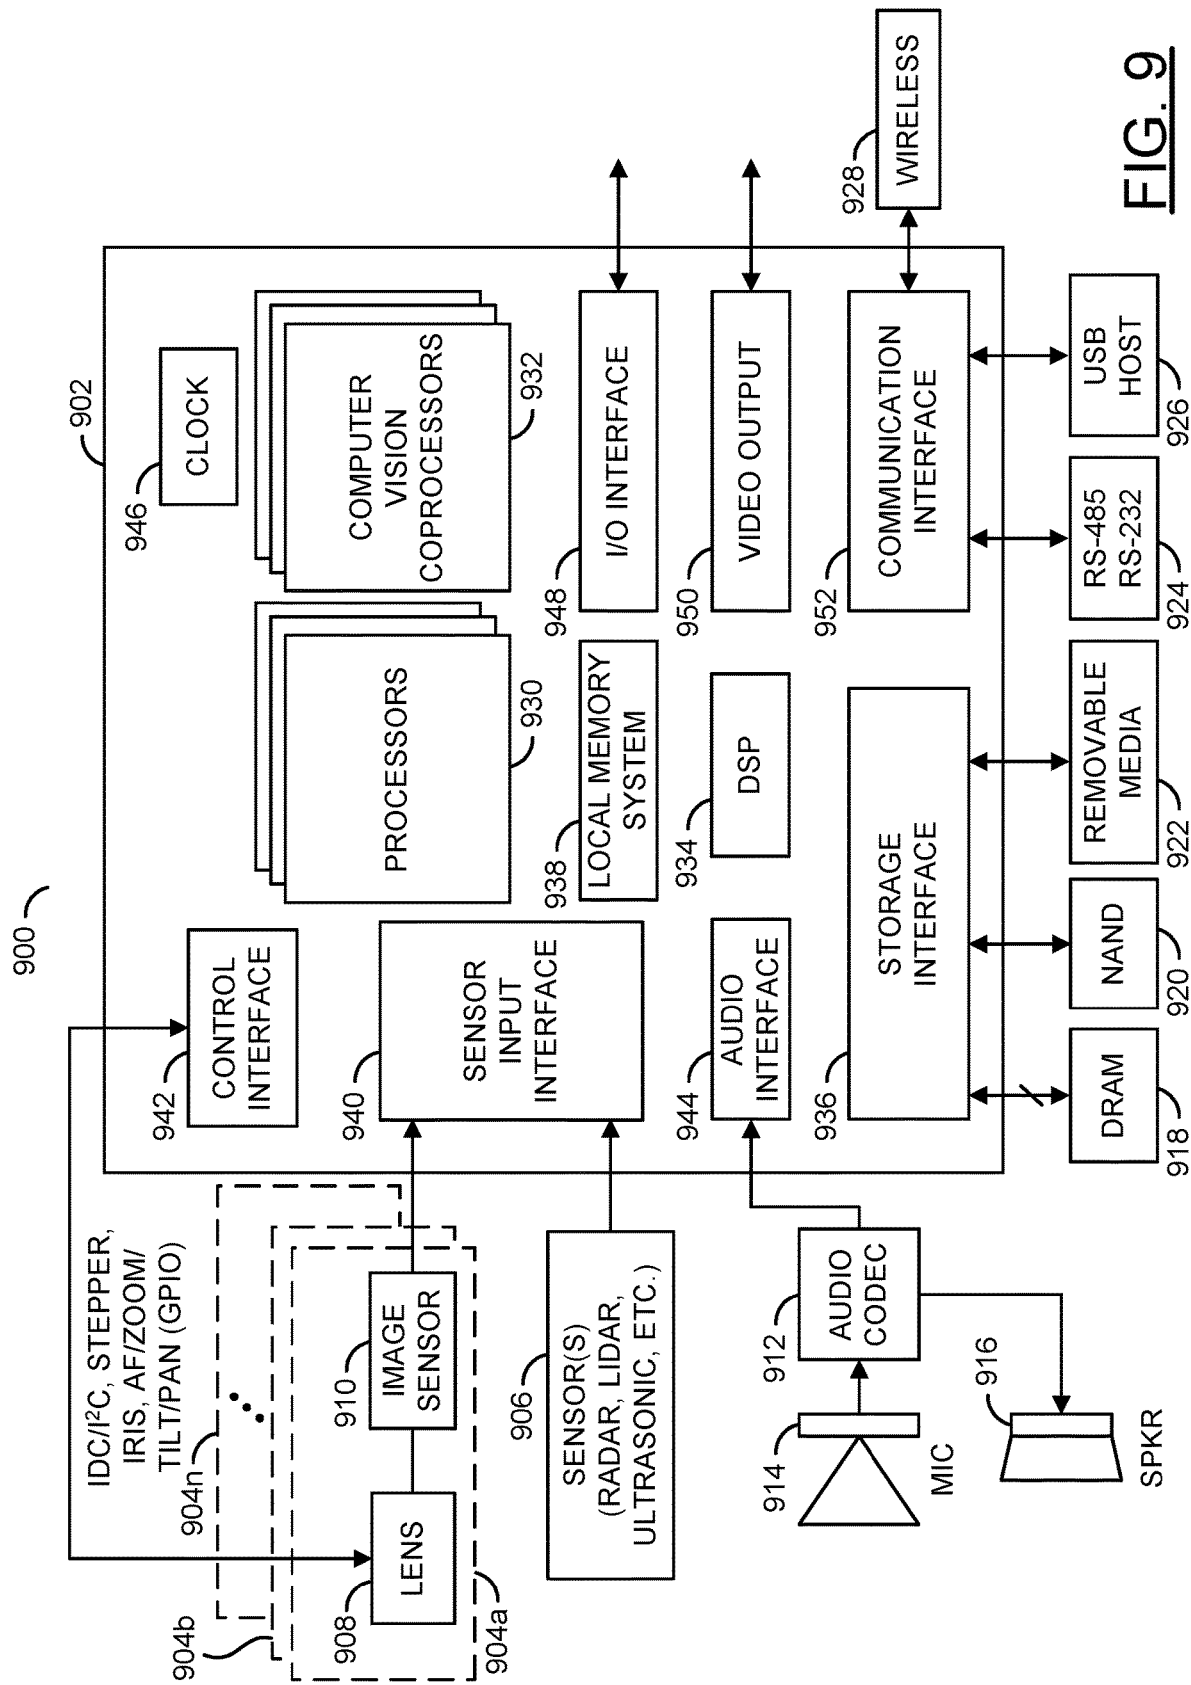 900
902
IDC/I²C, STEPPER,
IRIS, AF/ZOOM/
TILT/PAN (GPIO)
904n
904b
904a
908
LENS
910
IMAGE
SENSOR
942
CONTROL
INTERFACE
946
CLOCK
940
SENSOR
INPUT
INTERFACE
PROCESSORS
930
COMPUTER
VISION
COPROCESSORS
932
906
SENSOR(S)
(RADAR, LIDAR,
ULTRASONIC, ETC.)
938
LOCAL MEMORY
SYSTEM
948
I/O INTERFACE
944
AUDIO
INTERFACE
934
DSP
950
VIDEO OUTPUT
914
MIC
912
AUDIO
CODEC
916
SPKR
936
STORAGE
INTERFACE
952
COMMUNICATION
INTERFACE
928
WIRELESS
DRAM
918
NAND
920
REMOVABLE
MEDIA
922
RS-485
RS-232
924
USB
HOST
926
FIG. 9